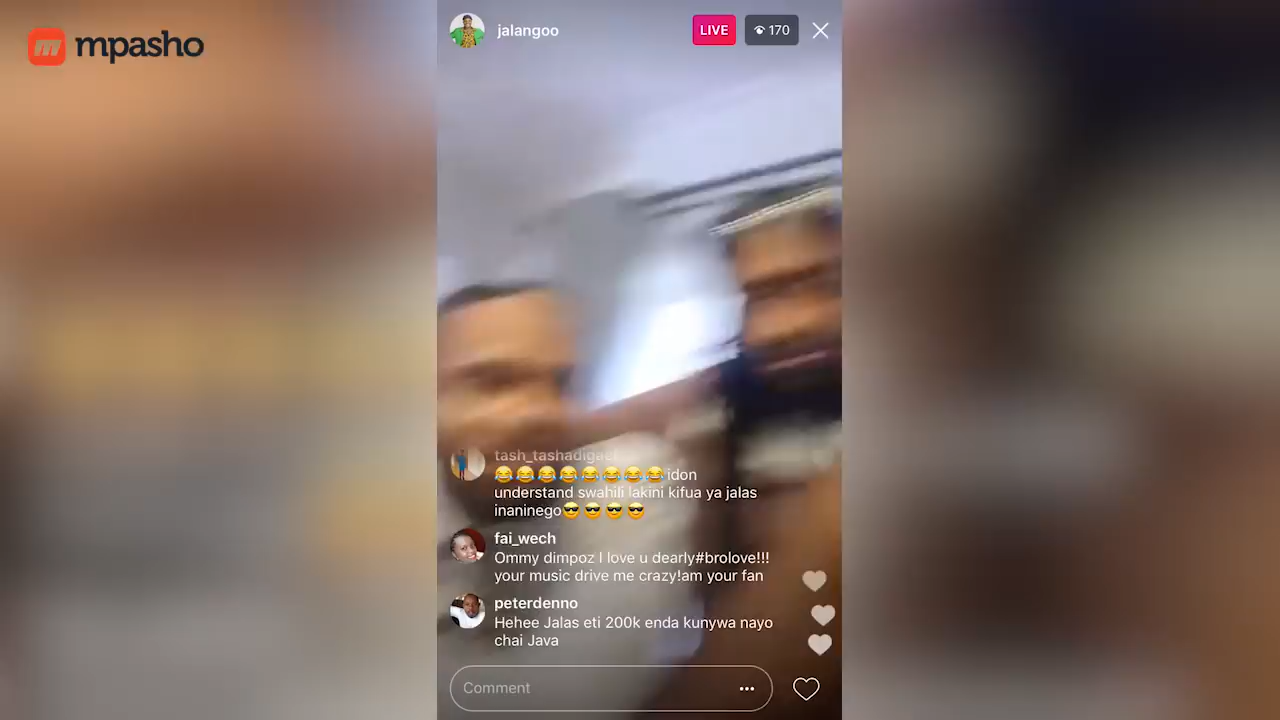 mpasho
jalangoo
LIVE
170
tash_tashadigael
😂😂😂😂😂😂😂😂idon
understand swahili lakini kifua ya jalas
inaninego😎😎😎😎
fai_wech
Ommy dimpoz I love u dearly#brolove!!!
your music drive me crazy!am your fan
peterdenno
Hehee Jalas eti 200k enda kunywa nayo
chai Java
Comment